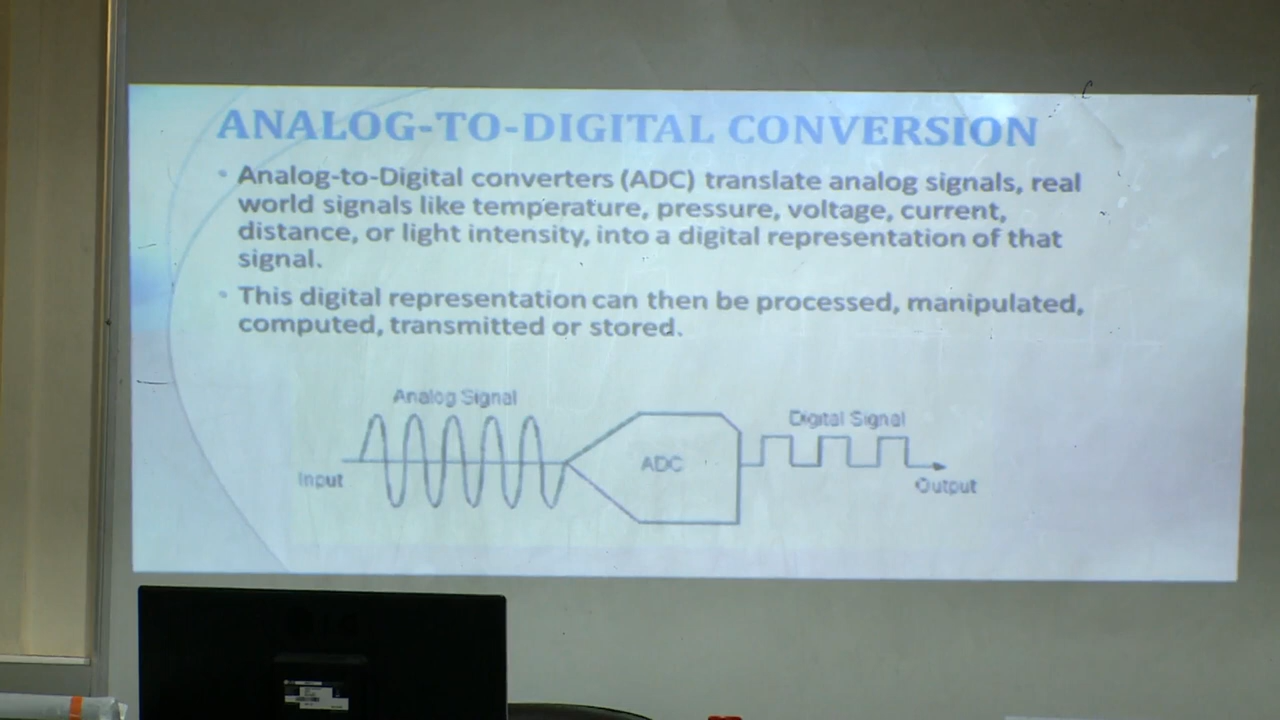 ANALOG-TO-DIGITAL CONVERSION
• Analog-to-Digital converters (ADC) translate analog signals, real
world signals like temperature, pressure, voltage, current,
distance, or light intensity, into a digital representation of that
signal.
• This digital representation can then be processed, manipulated,
computed, transmitted or stored.
Analog Signal
Digital Signal
Input
ADC
Output